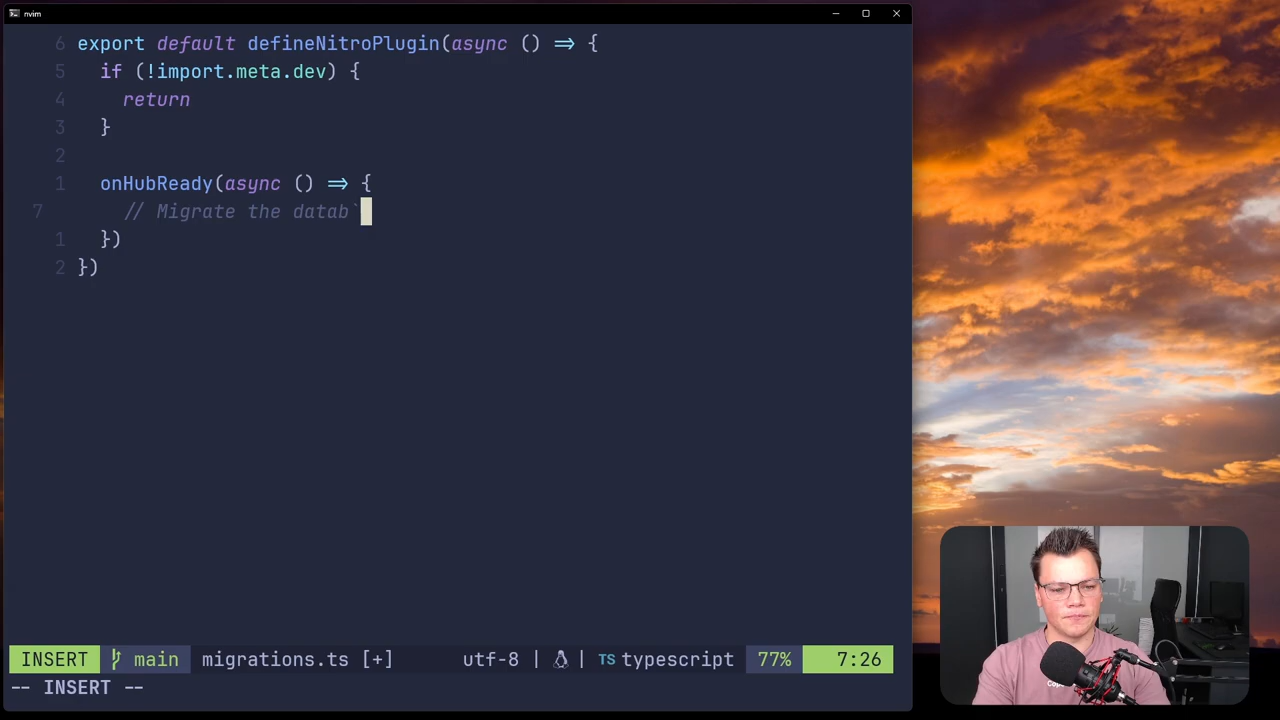 nvim
6 export default defineNitroPlugin(async () => {
5 if (!import.meta.dev) {
4 return
3 }
2
1 onHubReady(async () => {
7 // Migrate the datab`
1 })
2 })
INSERT main migrations.ts [+] utf-8 | | TS typescript 77% 7:26
-- INSERT --